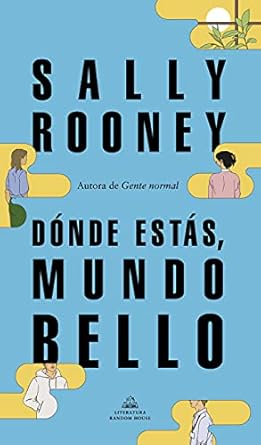 SALLY
ROONEY
Autora de Gente normal
DÓNDE ESTÁS,
MUNDO
BELLO
LITERATURA
RANDOM HOUSE